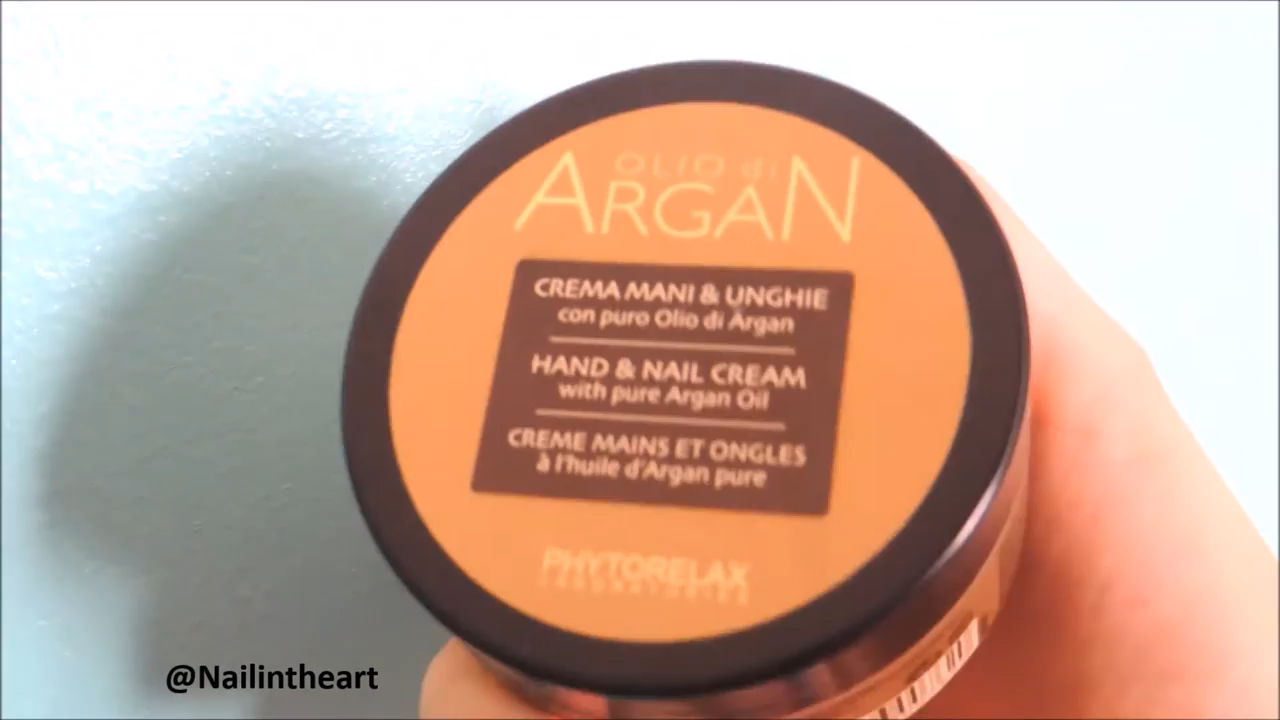 OLIO di
ARGAN
CREMA MANI & UNGHIE
con puro Olio di Argan
HAND & NAIL CREAM
with pure Argan Oil
CREME MAINS ET ONGLES
à l'huile d'Argan pure
PHYTORELAX
LABORATORIES
@Nailintheart